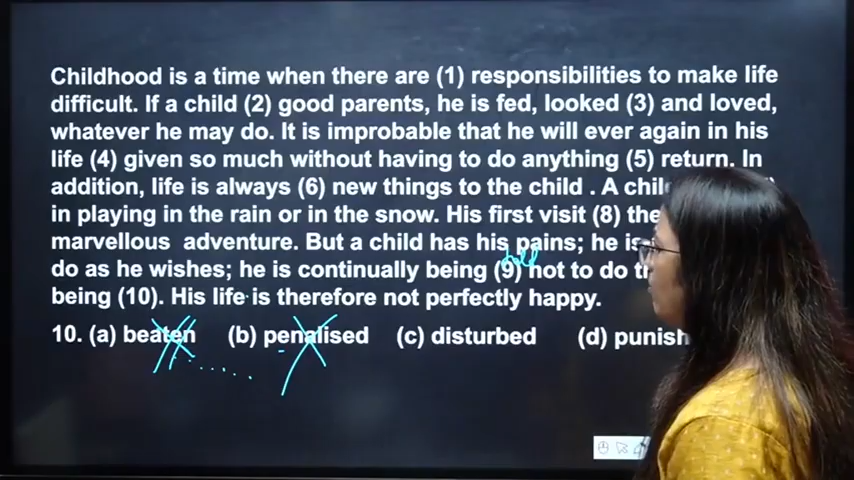 Childhood is a time when there are (1) responsibilities to make life
difficult. If a child (2) good parents, he is fed, looked (3) and loved,
whatever he may do. It is improbable that he will ever again in his
life (4) given so much without having to do anything (5) return. In
addition, life is always (6) new things to the child . A
in playing in the rain or in the snow. His first visit (8)
marvellous adventure. But a child has his pains; he is
do as he wishes; he is continually being (9) not to do
told
being (10). His life is therefore not perfectly happy.
10. (a) beaten (b) penalised (c) disturbed (d)